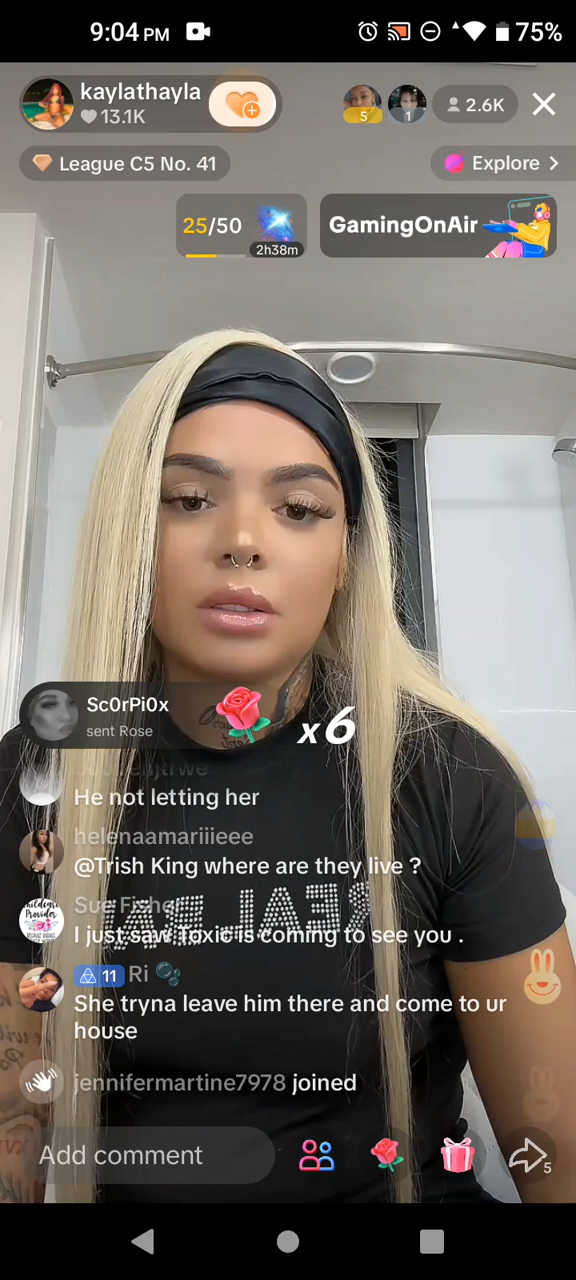 9:04 PM
75%
kaylathayla
13.1K
5
1
2.6K
League C5 No. 41
Explore >
25/50
2h38m
GamingOnAir
Sc0rPi0x
sent Rose
x6
He not letting her
helenaamariiieee
@Trish King where are they live ?
Sue Fisher
Childcare
Provider
I just saw Toxic is coming to see you .
REAL
11 Ri
She tryna leave him there and come to ur
house
jennifermartine7978 joined
Add comment
5